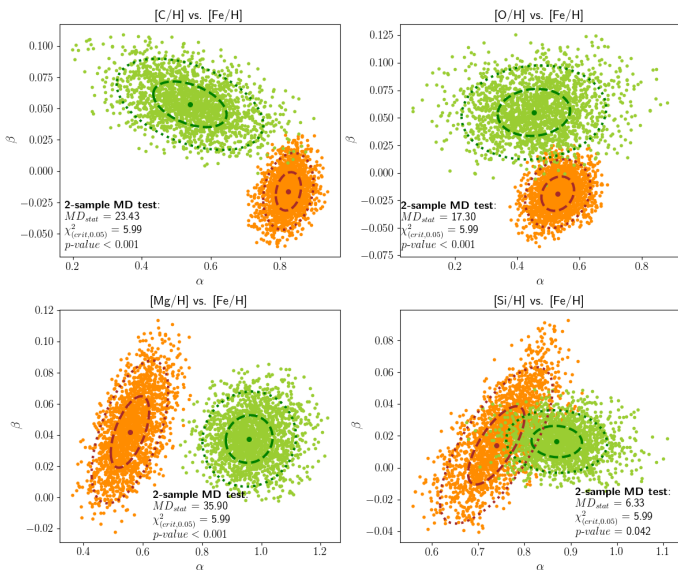 [C/H] vs. [Fe/H]
0.100
0.075
0.050
0.025
0.000
−0.025
−0.050
β
2-sample MD test:
MD_stat = 23.43
χ²_(crit,0.05) = 5.99
p-value < 0.001
0.2 0.4 0.6 0.8
α
[O/H] vs. [Fe/H]
0.125
0.100
0.075
0.050
0.025
0.000
−0.025
−0.050
−0.075
β
2-sample MD test:
MD_stat = 17.30
χ²_(crit,0.05) = 5.99
p-value < 0.001
0.2 0.4 0.6 0.8
α
[Mg/H] vs. [Fe/H]
0.12
0.10
0.08
0.06
0.04
0.02
0.00
−0.02
β
2-sample MD test:
MD_stat = 35.90
χ²_(crit,0.05) = 5.99
p-value < 0.001
0.4 0.6 0.8 1.0 1.2
α
[Si/H] vs. [Fe/H]
0.08
0.06
0.04
0.02
0.00
−0.02
−0.04
β
2-sample MD test:
MD_stat = 6.33
χ²_(crit,0.05) = 5.99
p-value = 0.042
0.6 0.7 0.8 0.9 1.0 1.1
α